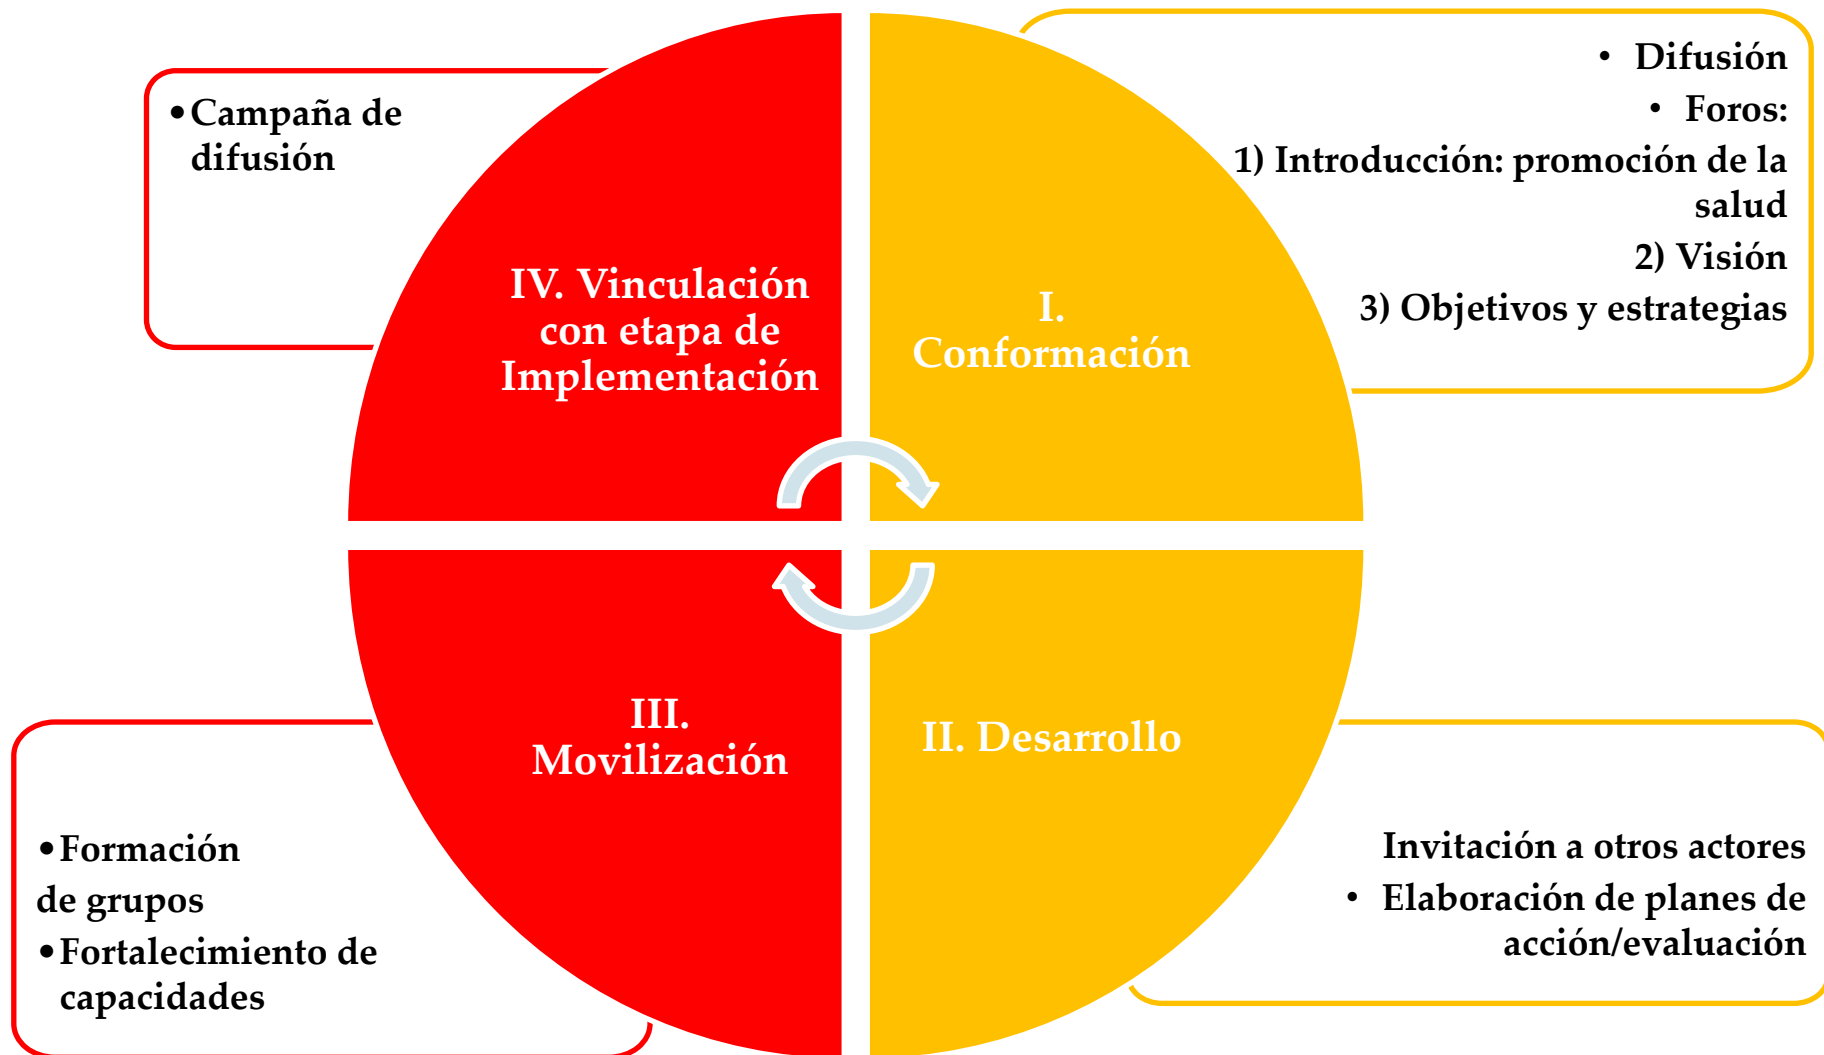 • Campaña de
difusión
IV. Vinculación
con etapa de
Implementación
• Difusión
• Foros:
1) Introducción: promoción de la
salud
2) Visión
3) Objetivos y estrategias
I.
Conformación
III.
Movilización
• Formación
de grupos
• Fortalecimiento de
capacidades
II. Desarrollo
Invitación a otros actores
• Elaboración de planes de
acción/evaluación